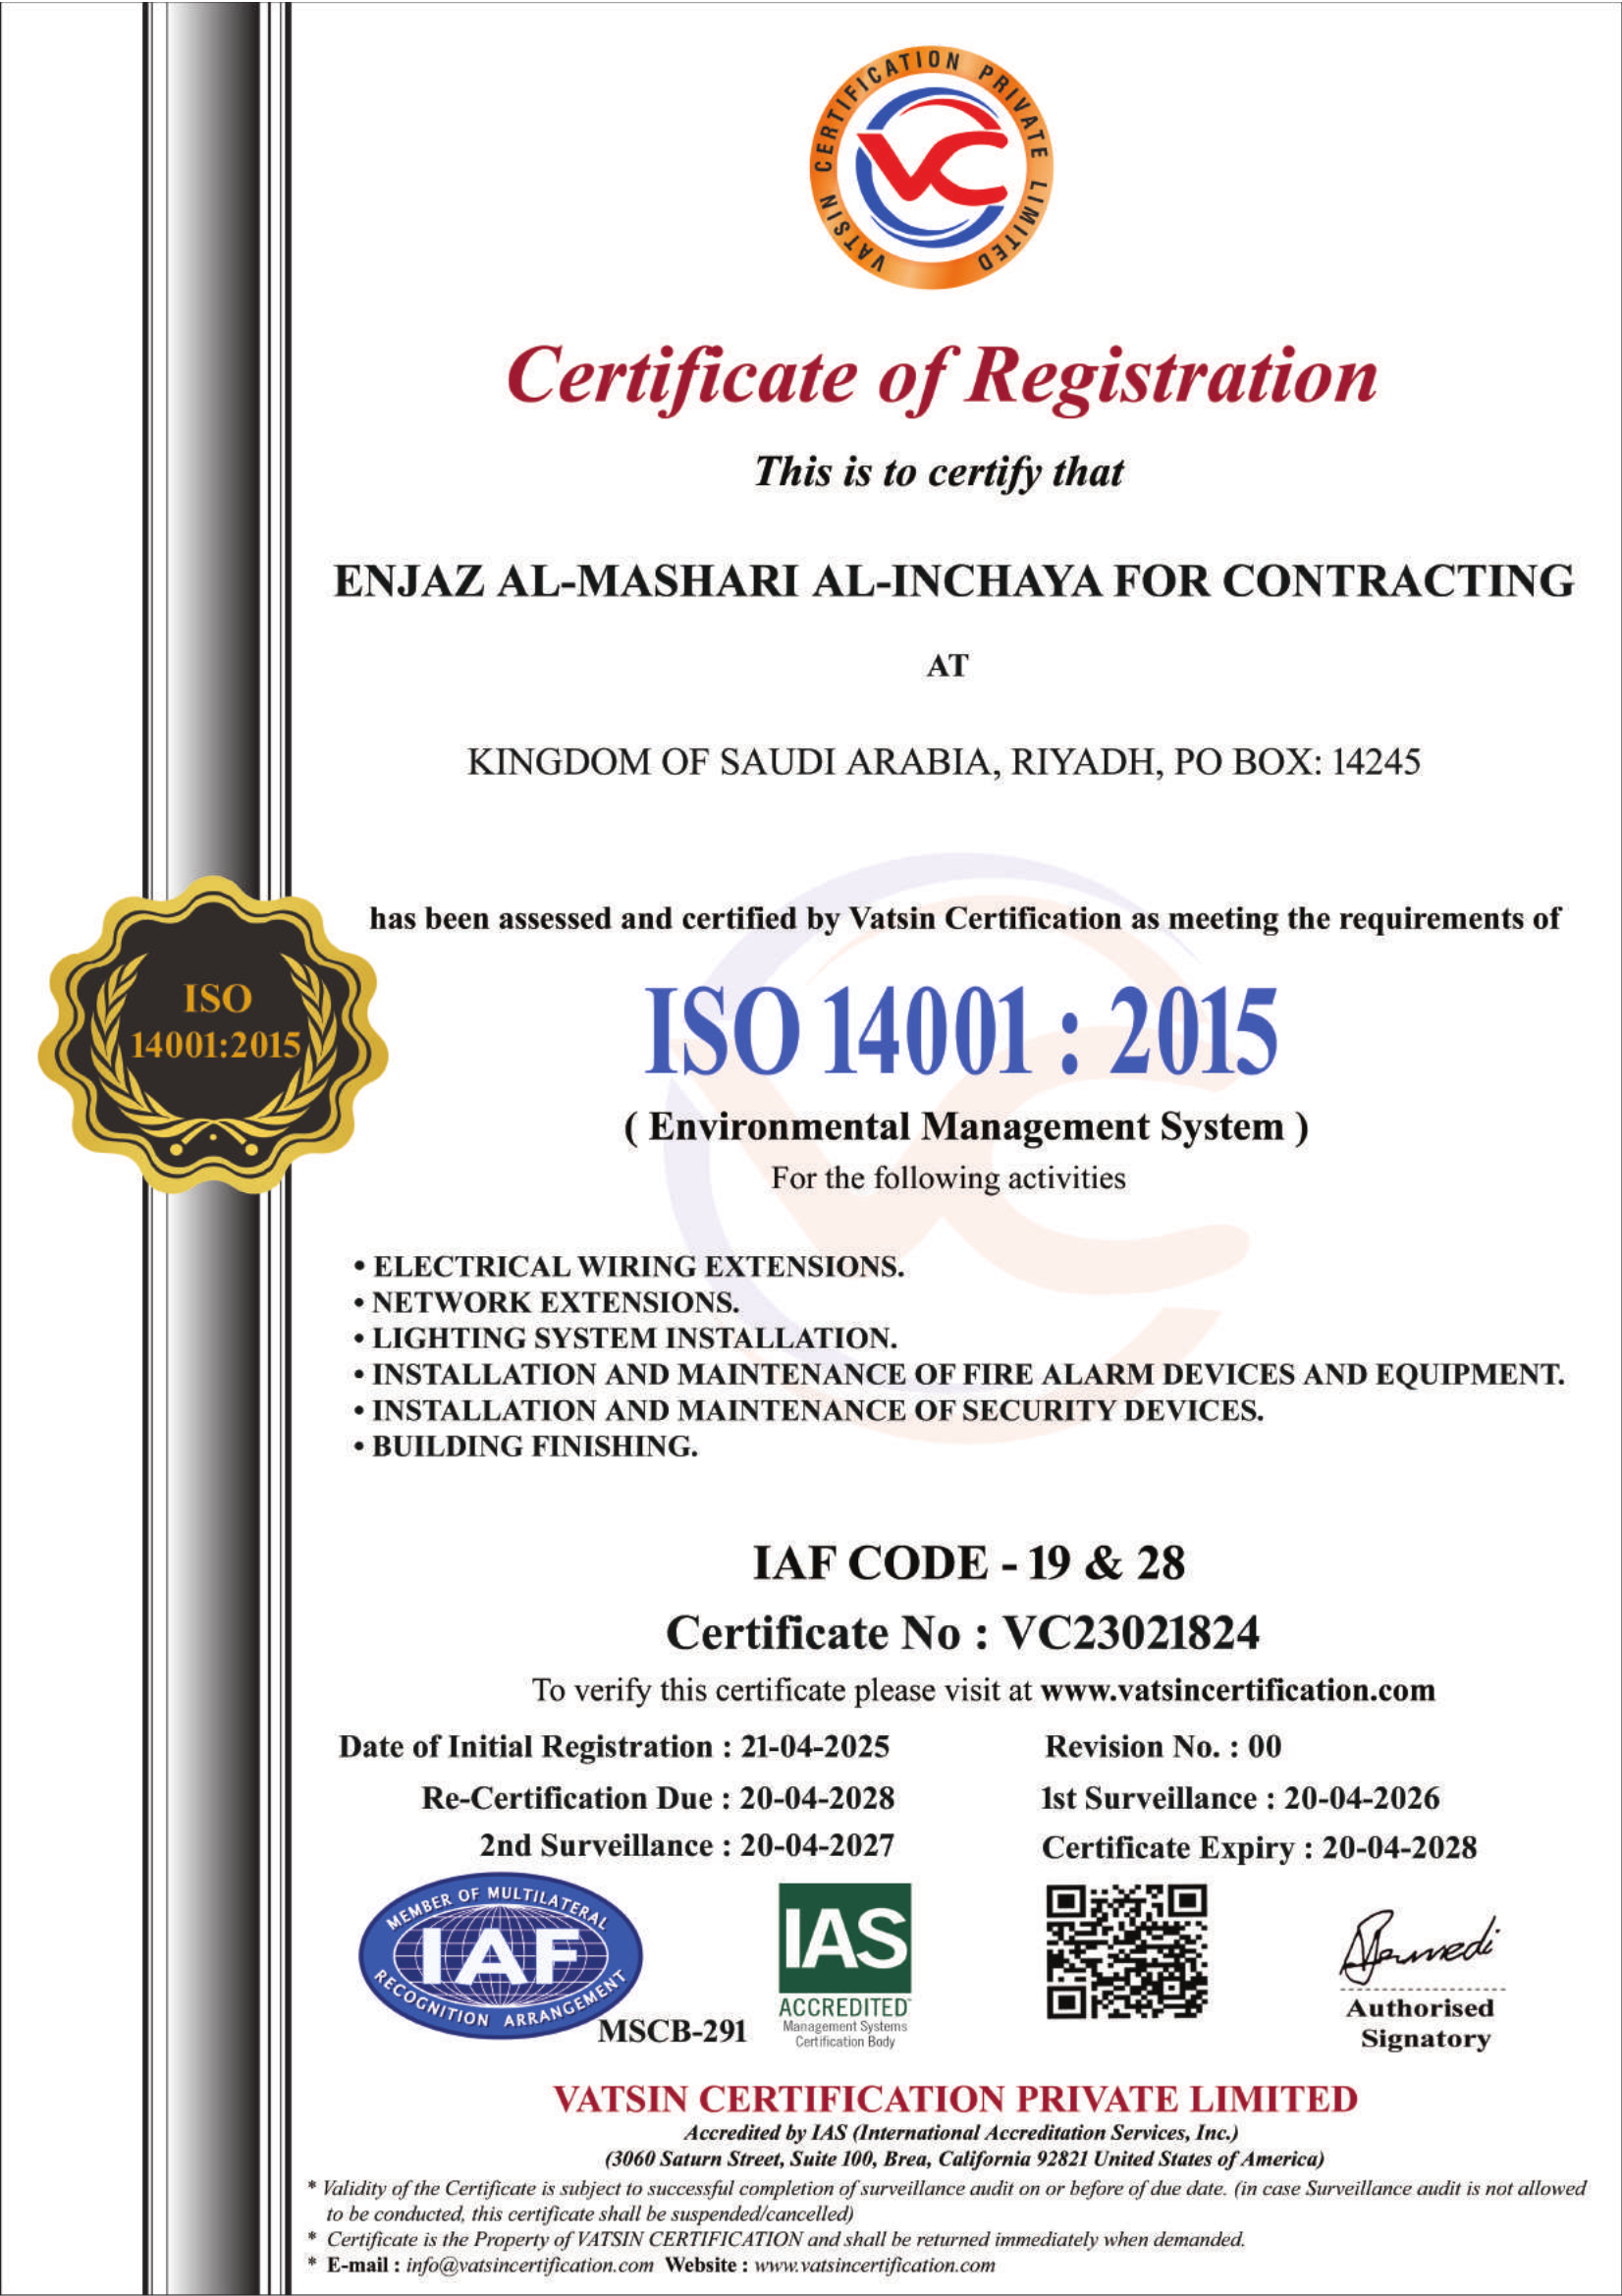 VATSIN CERTIFICATION PRIVATE LIMITED
VC
Certificate of Registration
This is to certify that
ENJAZ AL-MASHARI AL-INCHAYA FOR CONTRACTING
AT
KINGDOM OF SAUDI ARABIA, RIYADH, PO BOX: 14245
has been assessed and certified by Vatsin Certification as meeting the requirements of
ISO
14001:2015
ISO 14001 : 2015
( Environmental Management System )
For the following activities
• ELECTRICAL WIRING EXTENSIONS.
• NETWORK EXTENSIONS.
• LIGHTING SYSTEM INSTALLATION.
• INSTALLATION AND MAINTENANCE OF FIRE ALARM DEVICES AND EQUIPMENT.
• INSTALLATION AND MAINTENANCE OF SECURITY DEVICES.
• BUILDING FINISHING.
IAF CODE - 19 & 28
Certificate No : VC23021824
To verify this certificate please visit at www.vatsincertification.com
Date of Initial Registration : 21-04-2025
Revision No. : 00
Re-Certification Due : 20-04-2028
1st Surveillance : 20-04-2026
2nd Surveillance : 20-04-2027
Certificate Expiry : 20-04-2028
MEMBER OF MULTILATERAL
IAF
RECOGNITION ARRANGEMENT
MSCB-291
IAS
ACCREDITED
Management Systems
Certification Body
Authorised
Signatory
VATSIN CERTIFICATION PRIVATE LIMITED
Accredited by IAS (International Accreditation Services, Inc.)
(3060 Saturn Street, Suite 100, Brea, California 92821 United States of America)
* Validity of the Certificate is subject to successful completion of surveillance audit on or before of due date. (in case Surveillance audit is not allowed
to be conducted, this certificate shall be suspended/cancelled)
* Certificate is the Property of VATSIN CERTIFICATION and shall be returned immediately when demanded.
* E-mail : info@vatsincertification.com Website : www.vatsincertification.com